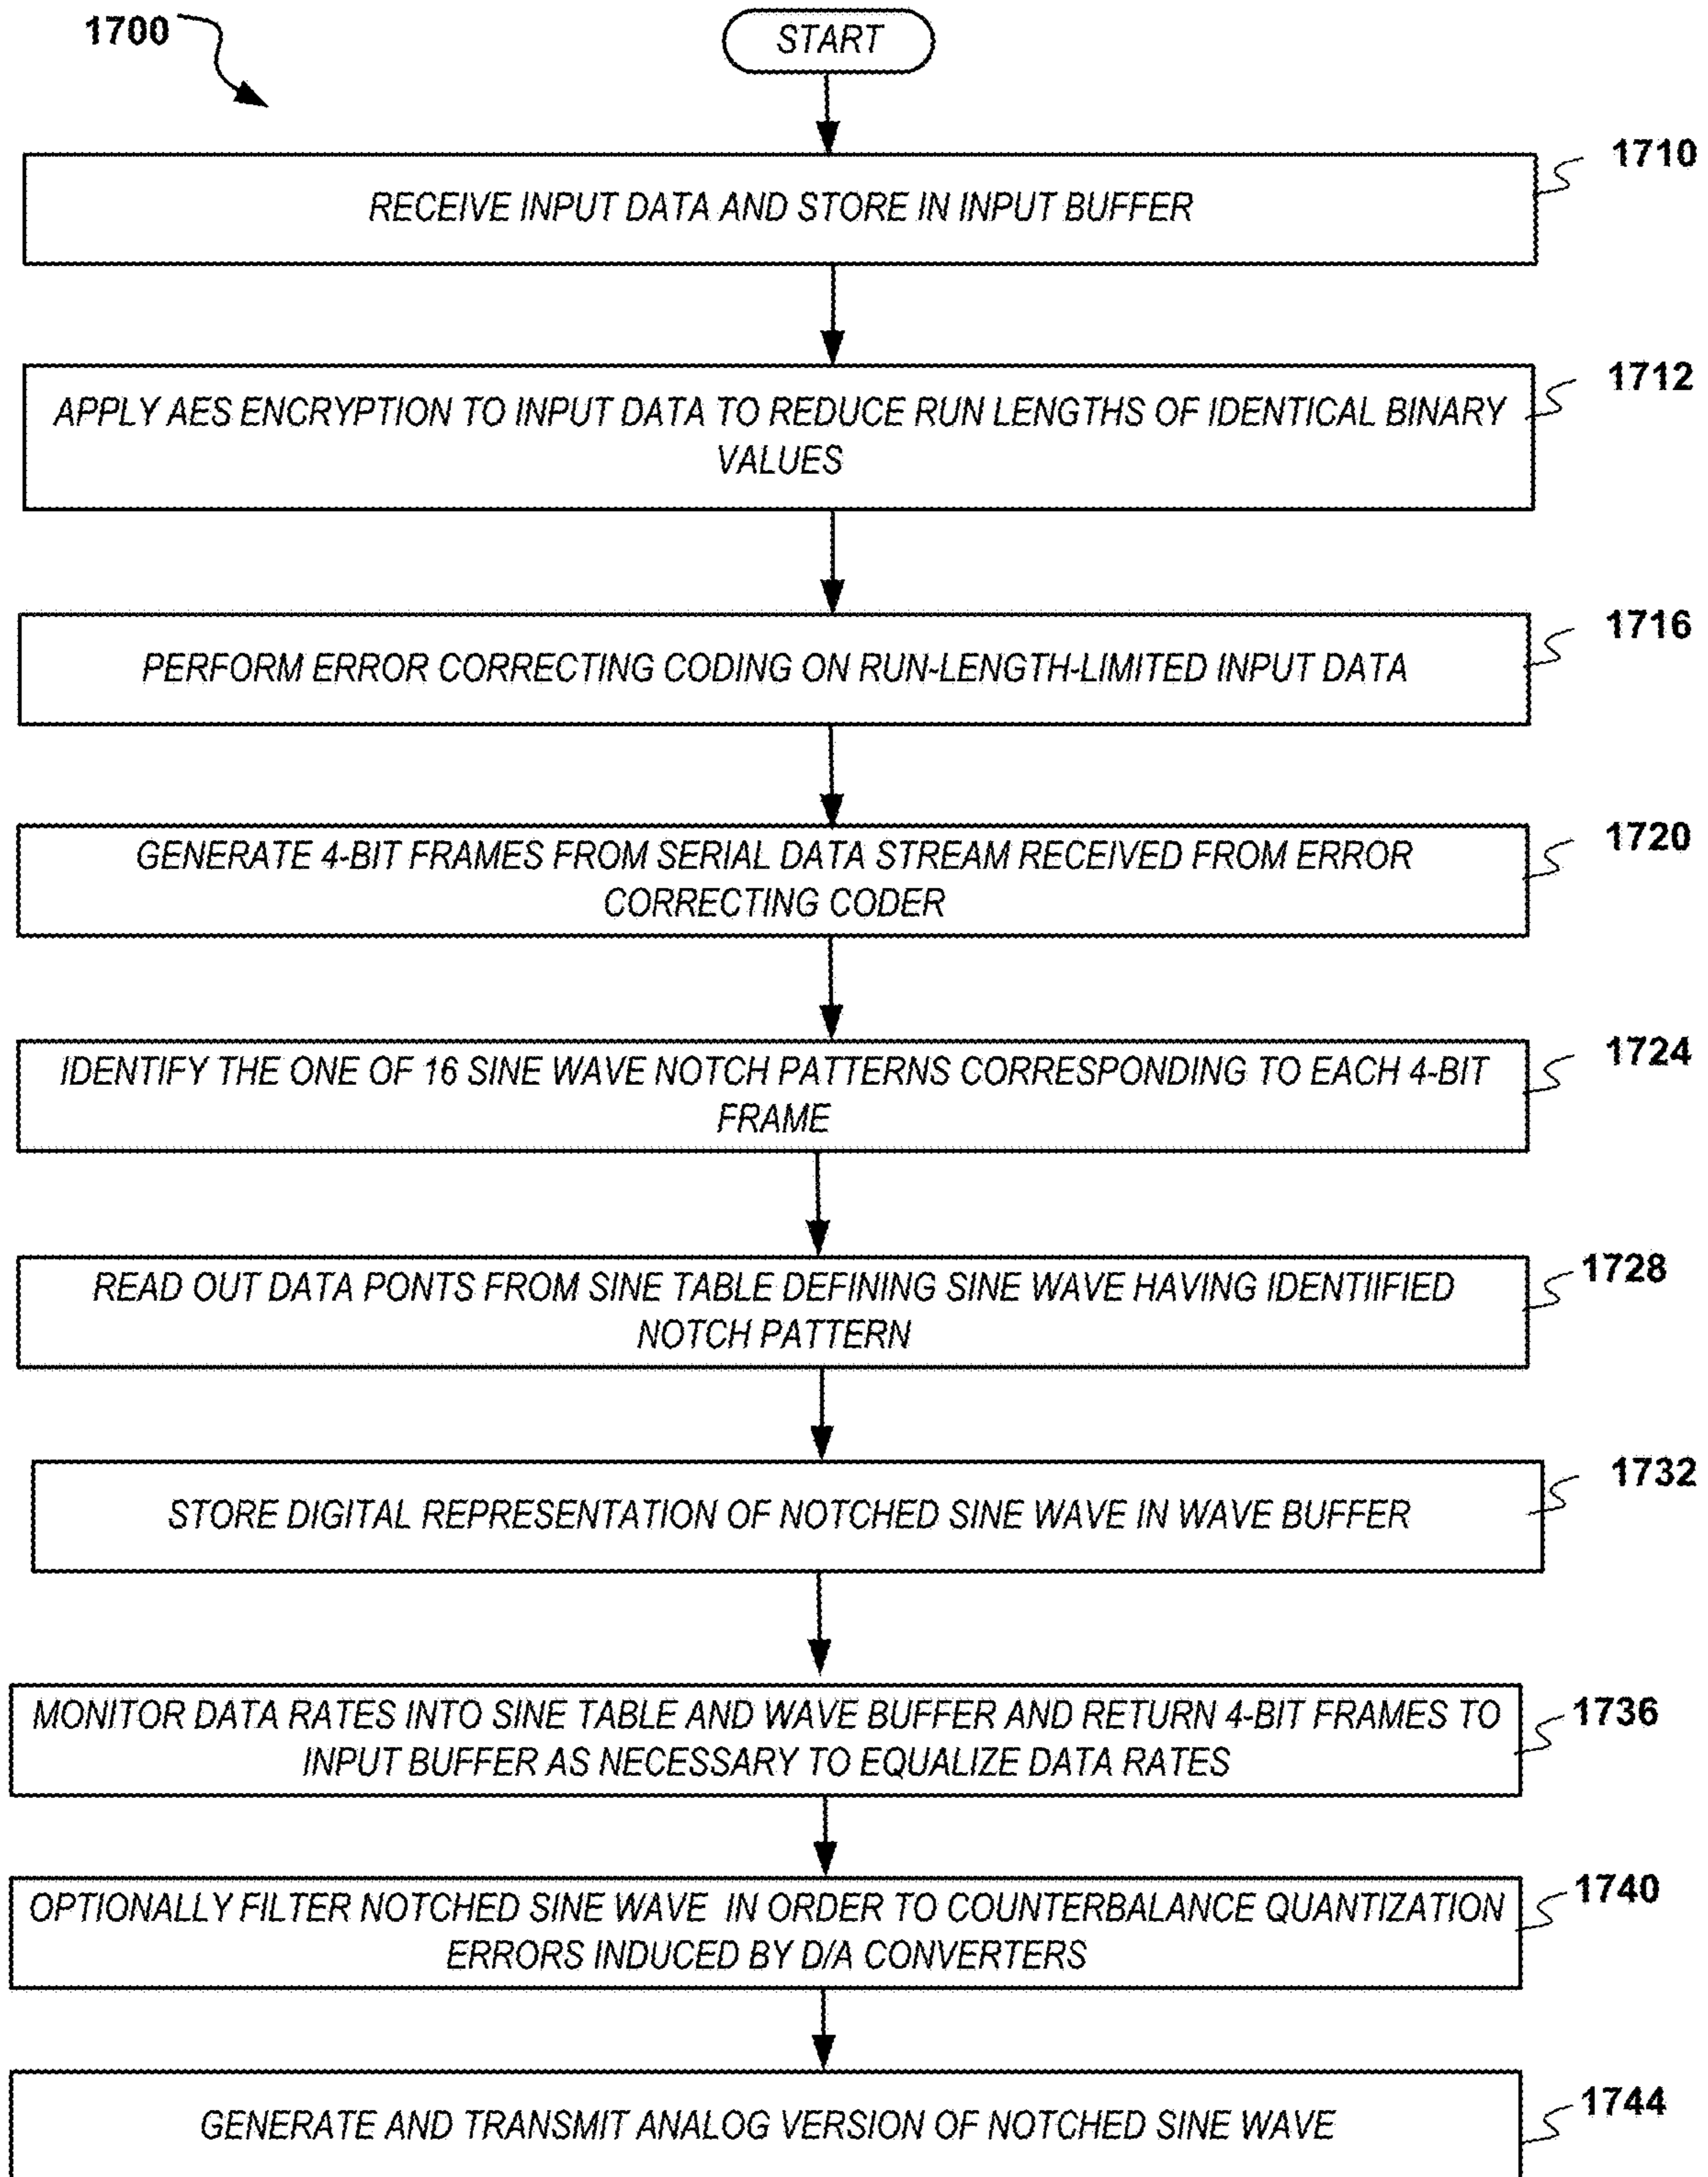 1700
START
1710
RECEIVE INPUT DATA AND STORE IN INPUT BUFFER
1712
APPLY AES ENCRYPTION TO INPUT DATA TO REDUCE RUN LENGTHS OF IDENTICAL BINARY
VALUES
1716
PERFORM ERROR CORRECTING CODING ON RUN-LENGTH-LIMITED INPUT DATA
1720
GENERATE 4-BIT FRAMES FROM SERIAL DATA STREAM RECEIVED FROM ERROR
CORRECTING CODER
1724
IDENTIFY THE ONE OF 16 SINE WAVE NOTCH PATTERNS CORRESPONDING TO EACH 4-BIT
FRAME
1728
READ OUT DATA PONTS FROM SINE TABLE DEFINING SINE WAVE HAVING IDENTIIFIED
NOTCH PATTERN
1732
STORE DIGITAL REPRESENTATION OF NOTCHED SINE WAVE IN WAVE BUFFER
1736
MONITOR DATA RATES INTO SINE TABLE AND WAVE BUFFER AND RETURN 4-BIT FRAMES TO
INPUT BUFFER AS NECESSARY TO EQUALIZE DATA RATES
1740
OPTIONALLY FILTER NOTCHED SINE WAVE IN ORDER TO COUNTERBALANCE QUANTIZATION
ERRORS INDUCED BY D/A CONVERTERS
1744
GENERATE AND TRANSMIT ANALOG VERSION OF NOTCHED SINE WAVE